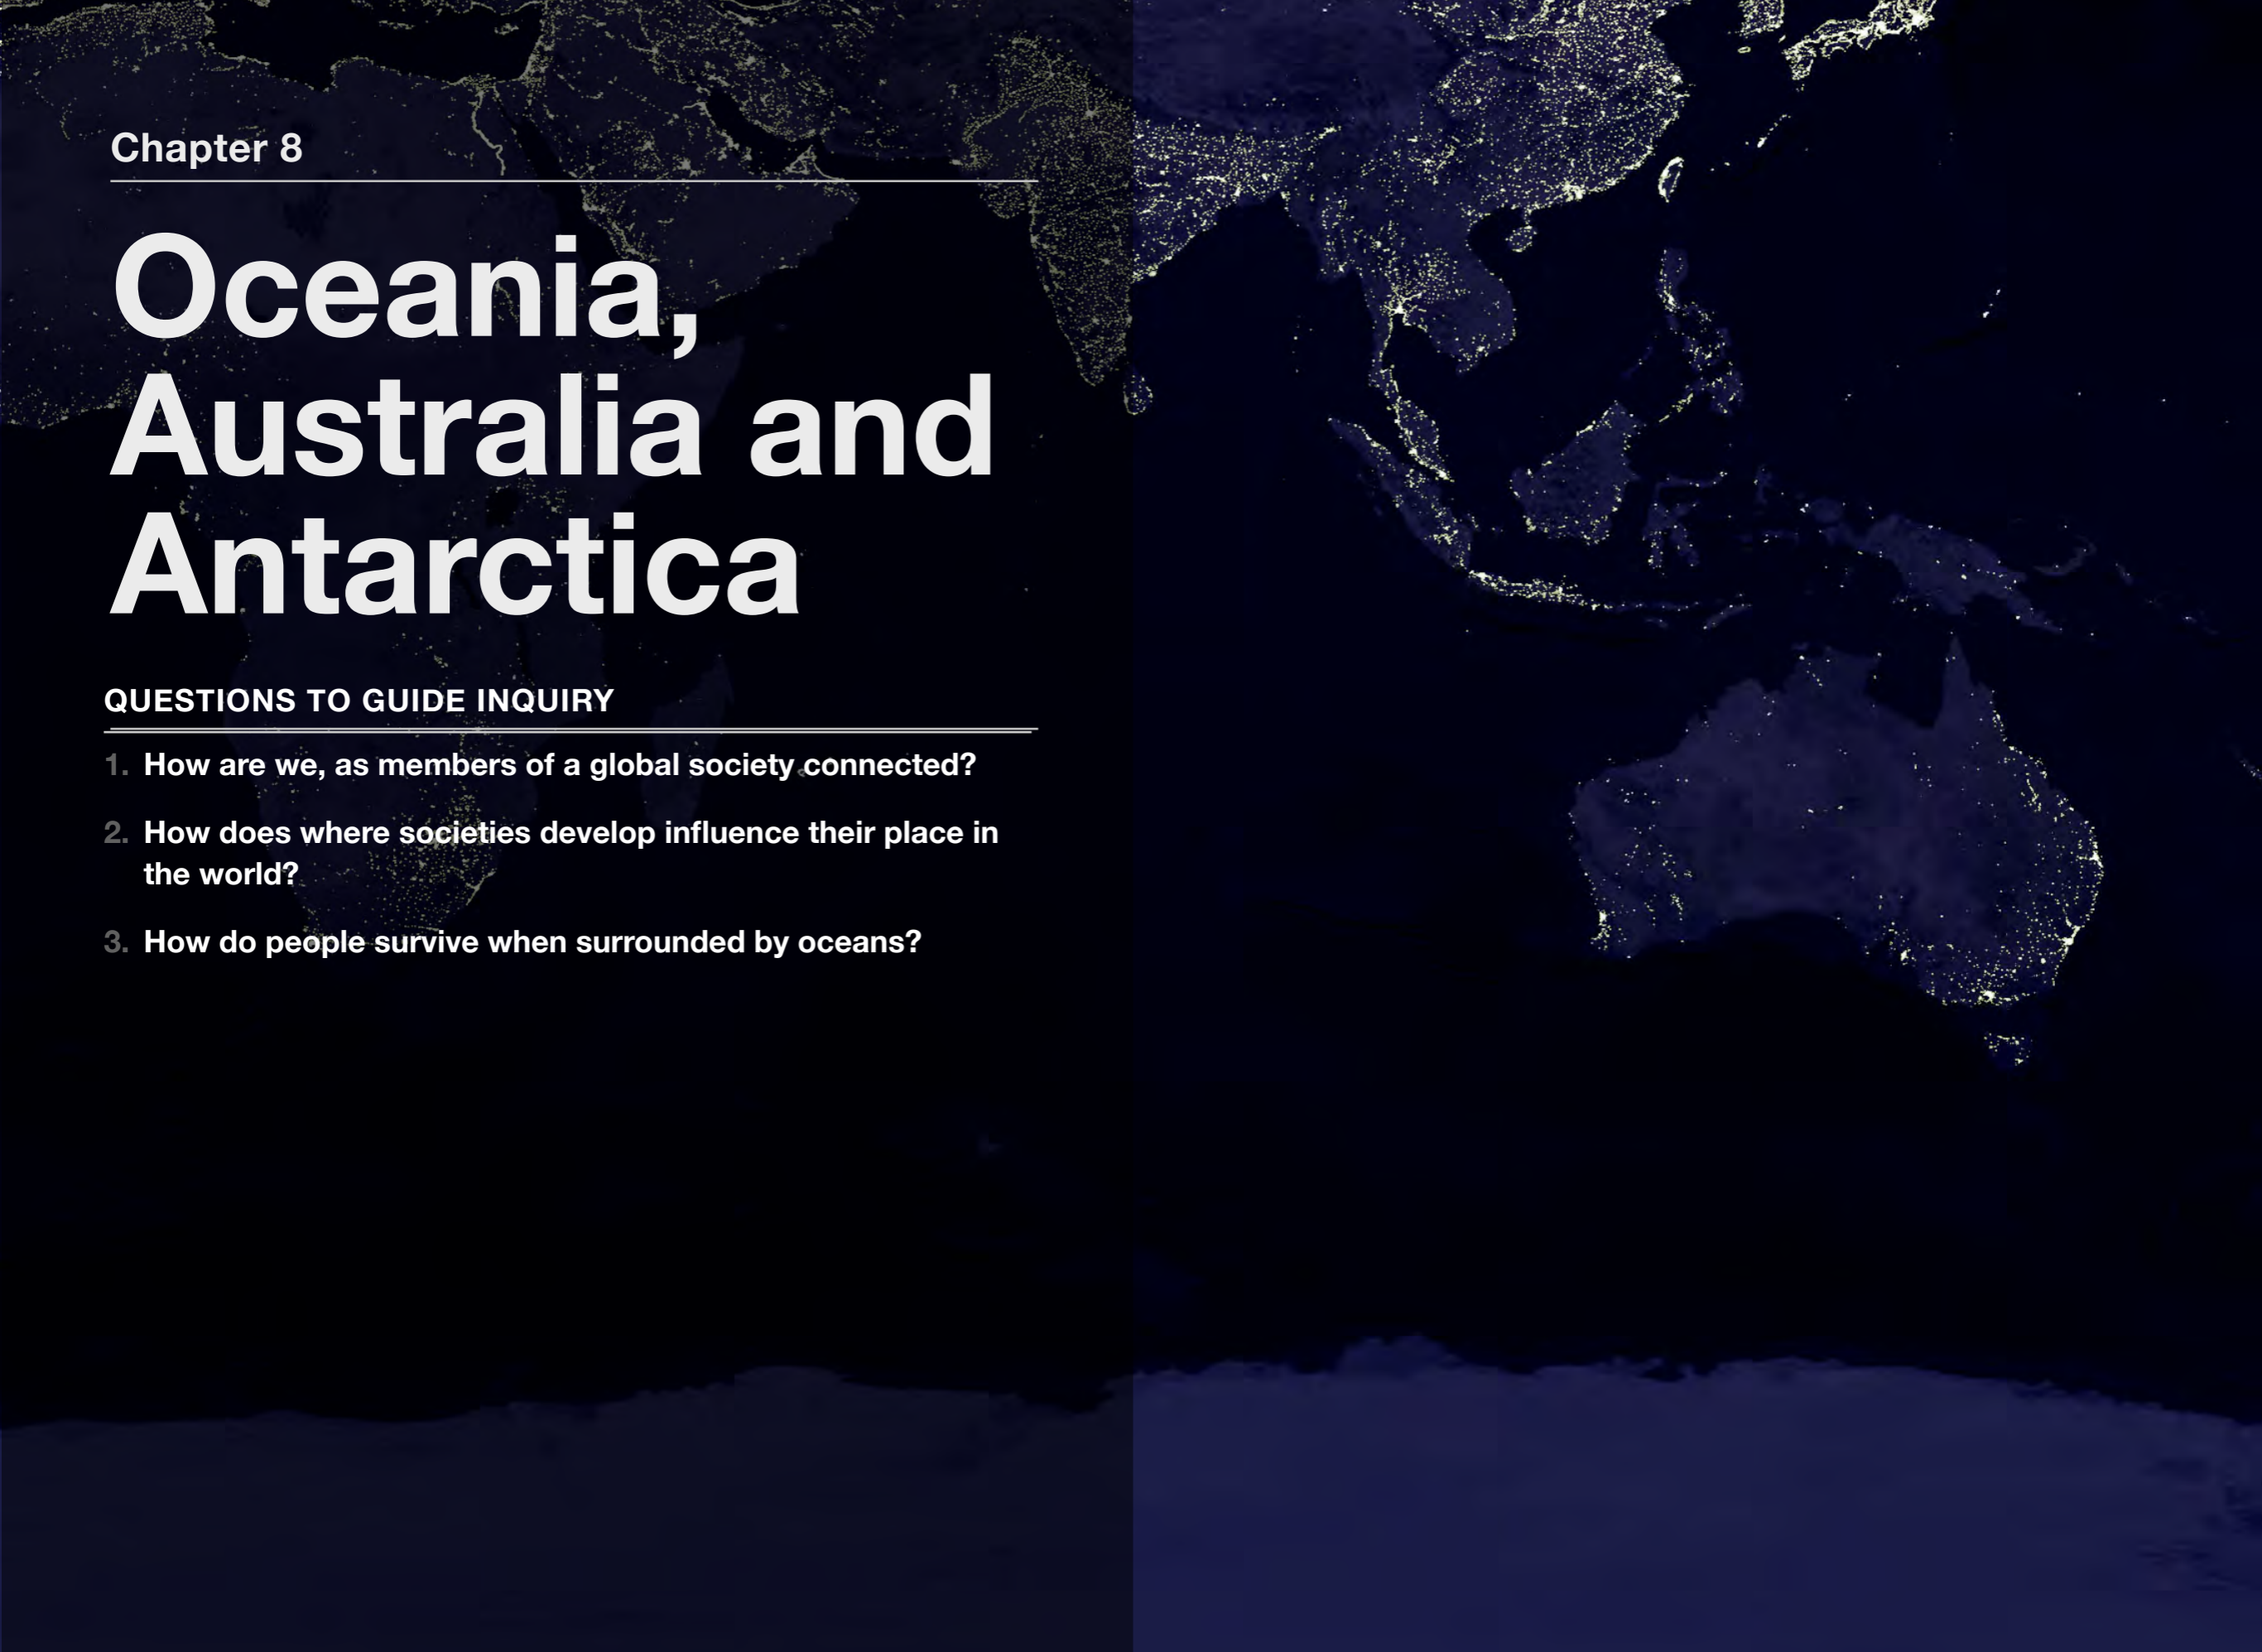 Chapter 8
Oceania,
Australia and
Antarctica
QUESTIONS TO GUIDE INQUIRY
1. How are we, as members of a global society connected?
2. How does where societies develop influence their place in
the world?
3. How do people survive when surrounded by oceans?